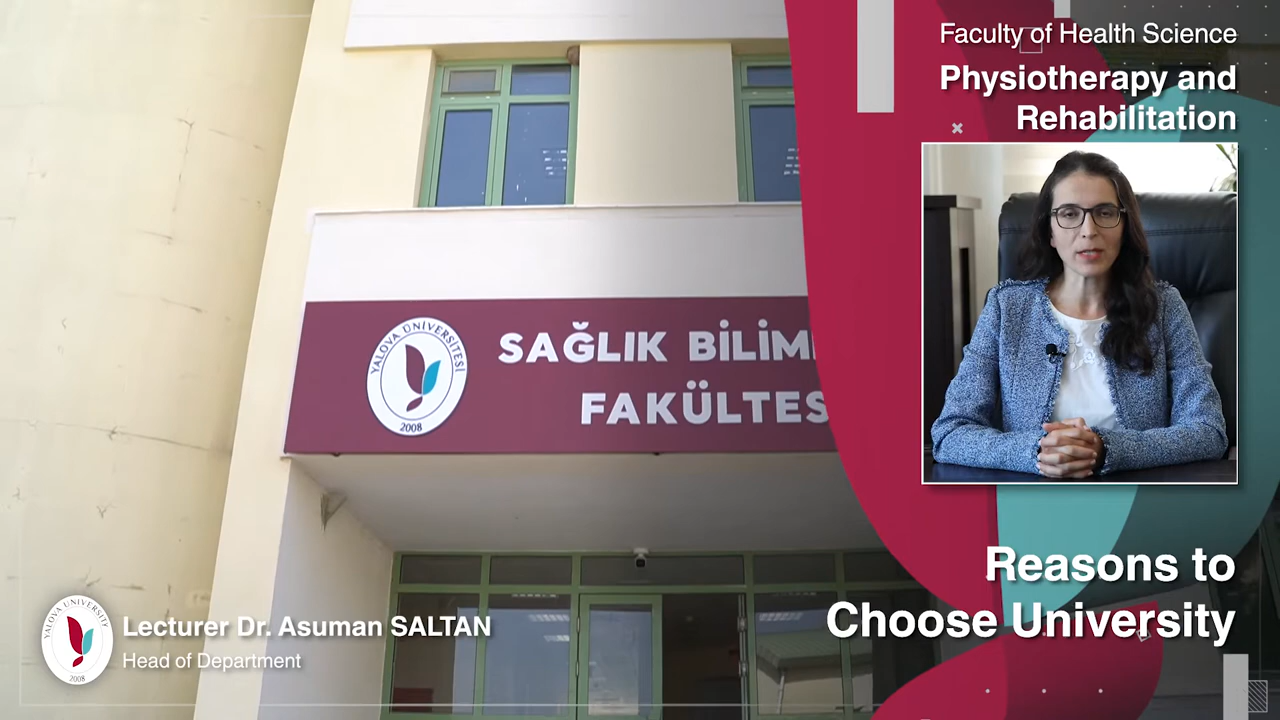 Faculty of Health Science
Physiotherapy and
Rehabilitation
YALOVA ÜNİVERSİTESİ
2008
SAĞLIK BİLİM
FAKÜLTES
Reasons to
Choose University
YALOVA UNIVERSITY
2008
Lecturer Dr. Asuman SALTAN
Head of Department